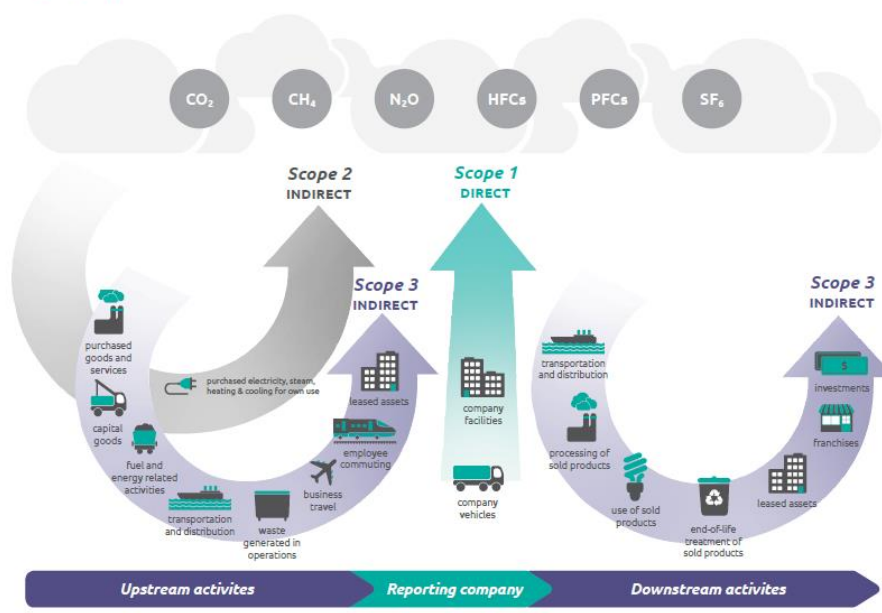 CO₂
CH₄
N₂O
HFCs
PFCs
SF₆
Scope 2
INDIRECT
Scope 1
DIRECT
Scope 3
INDIRECT
Scope 3
INDIRECT
purchased
goods and
services
capital
goods
fuel and
energy related
activities
purchased electricity, steam,
heating & cooling for own use
transportation
and distribution
waste
generated in
operations
business
travel
employee
commuting
leased assets
company
facilities
company
vehicles
transportation
and distribution
processing of
sold products
use of sold
products
end-of-life
treatment of
sold products
leased assets
franchises
$
investments
Upstream activites
Reporting company
Downstream activites